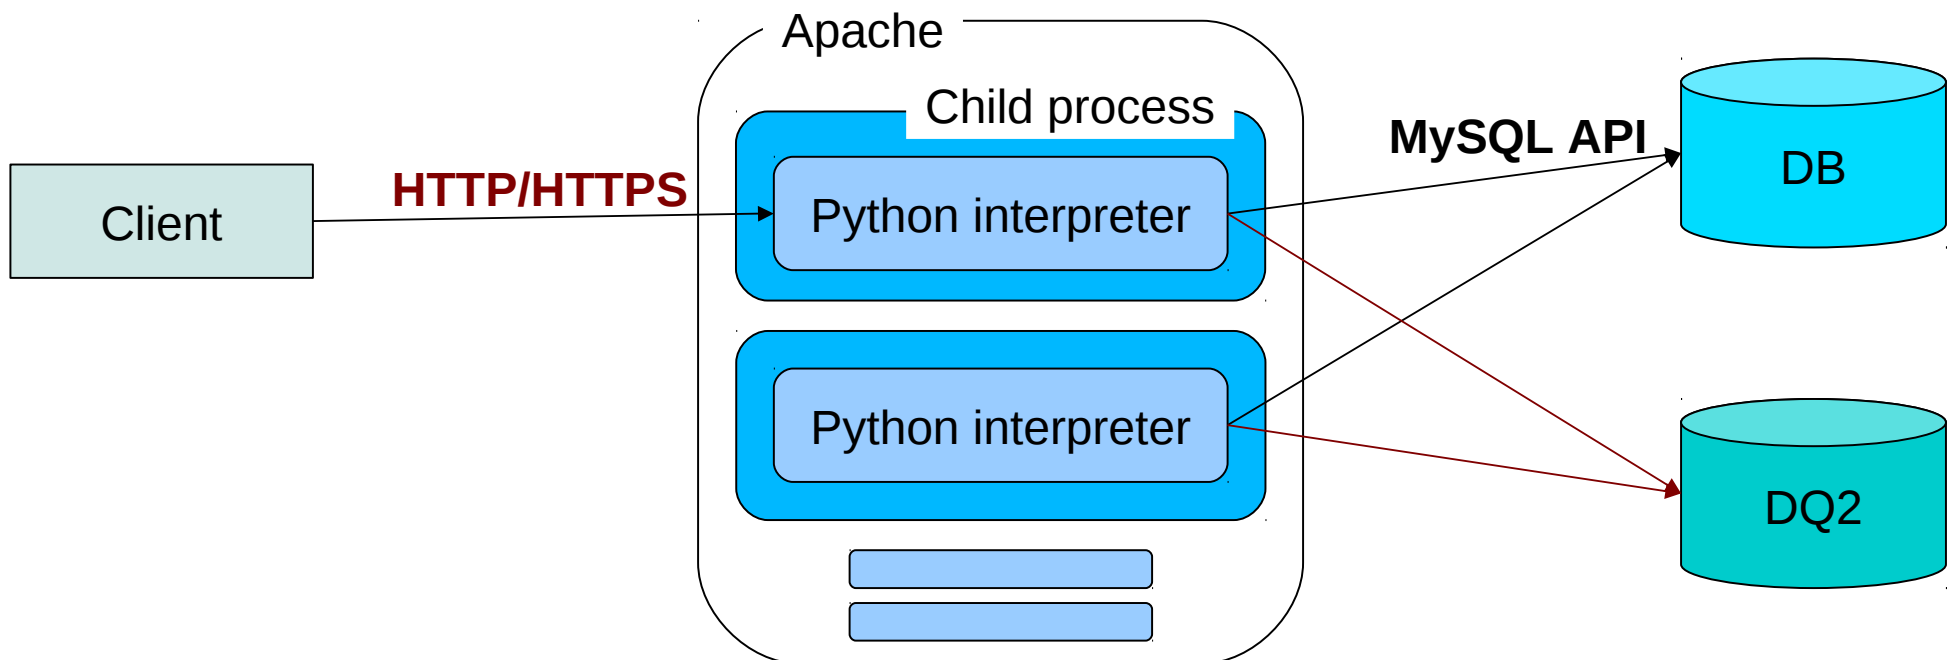 Apache
Child process
MySQL API
DB
HTTP/HTTPS
Client
Python interpreter
Python interpreter
DQ2